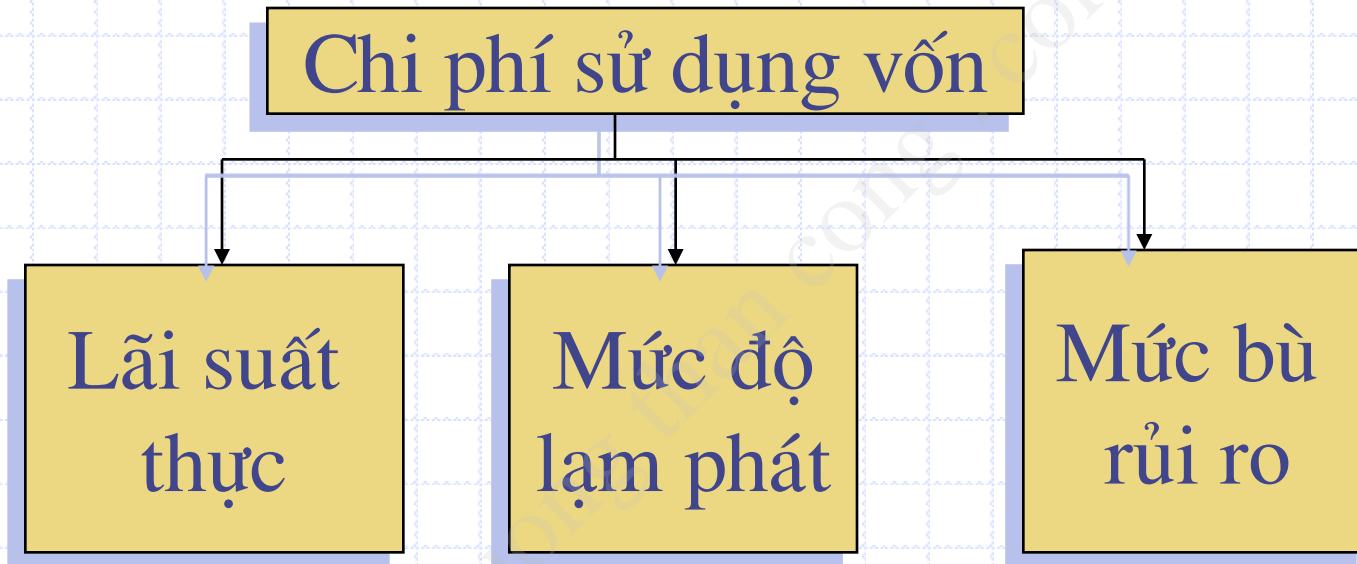 Chi phí sử dụng vốn
Lãi suất
thực
Mức độ
lạm phát
Mức bù
rủi ro